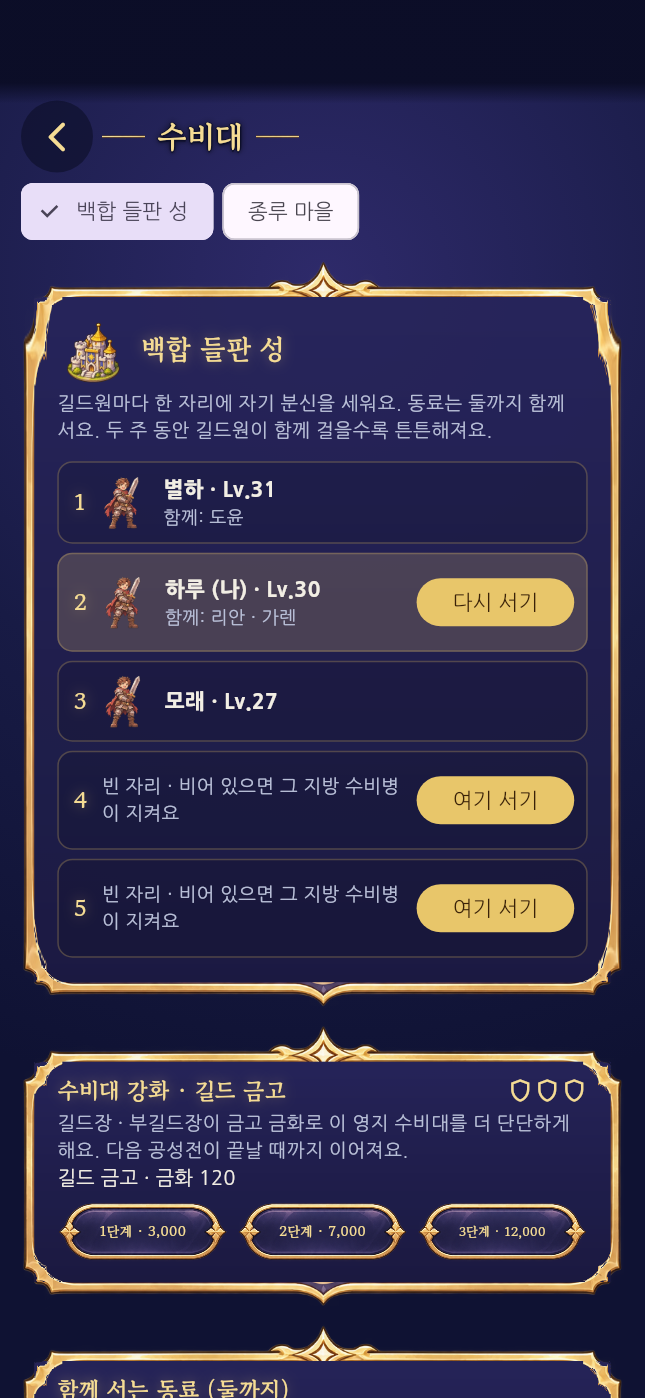 수비대
백합 들판 성
종루 마을
백합 들판 성
길드원마다 한 자리에 자기 분신을 세워요. 동료는 둘까지 함께
서요. 두 주 동안 길드원이 함께 걸을수록 튼튼해져요.
1
별하 · Lv.31
함께: 도윤
2
하루 (나) · Lv.30
함께: 리안 · 가렌
다시 서기
3
모래 · Lv.27
4
빈 자리 · 비어 있으면 그 지방 수비병
이 지켜요
여기 서기
5
빈 자리 · 비어 있으면 그 지방 수비병
이 지켜요
여기 서기
수비대 강화 · 길드 금고
길드장 · 부길드장이 금고 금화로 이 영지 수비대를 더 단단하게
해요. 다음 공성전이 끝날 때까지 이어져요.
길드 금고 · 금화 120
1단계 · 3,000
2단계 · 7,000
3단계 · 12,000
함께 서는 동료 (둘까지)